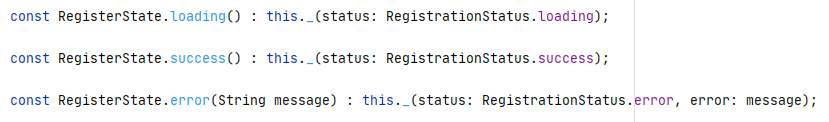 const RegisterState.loading() : this._(status: RegistrationStatus.loading);
const RegisterState.success() : this._(status: RegistrationStatus.success);
const RegisterState.error(String message) : this._(status: RegistrationStatus.error, error: message);